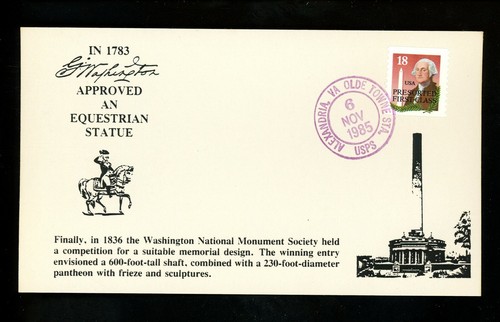 IN 1783
G. Washington
APPROVED
AN
EQUESTRIAN
STATUE
18
USA
PRESORTED
FIRST-CLASS
ALEXANDRIA, VA OLDE TOWNE STA.
6
NOV
1985
USPS
Finally, in 1836 the Washington National Monument Society held
a competition for a suitable memorial design. The winning entry
envisioned a 600-foot-tall shaft, combined with a 230-foot-diameter
pantheon with frieze and sculptures.